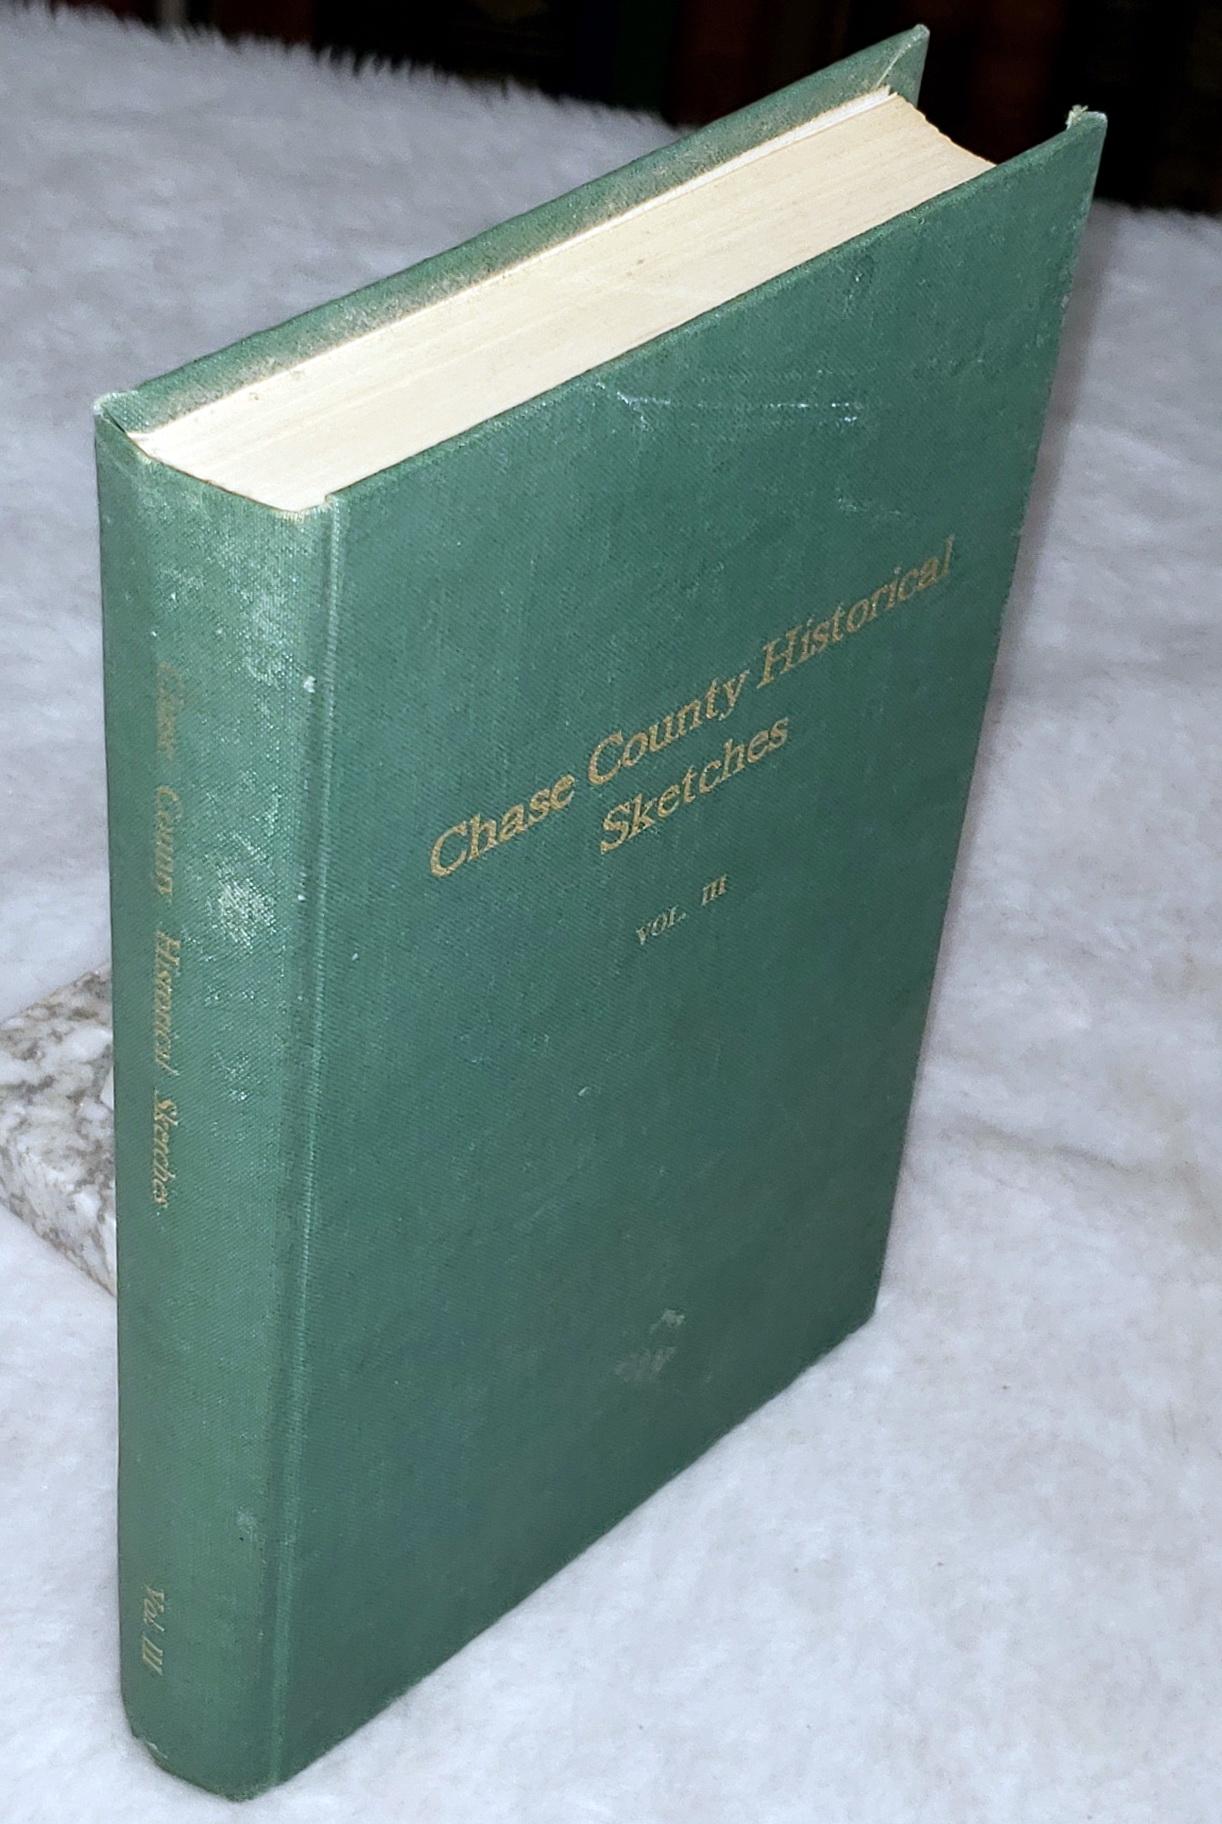 Chase County Historical
Sketches
VOL. III
Chase County Historical Sketches
Vol. III